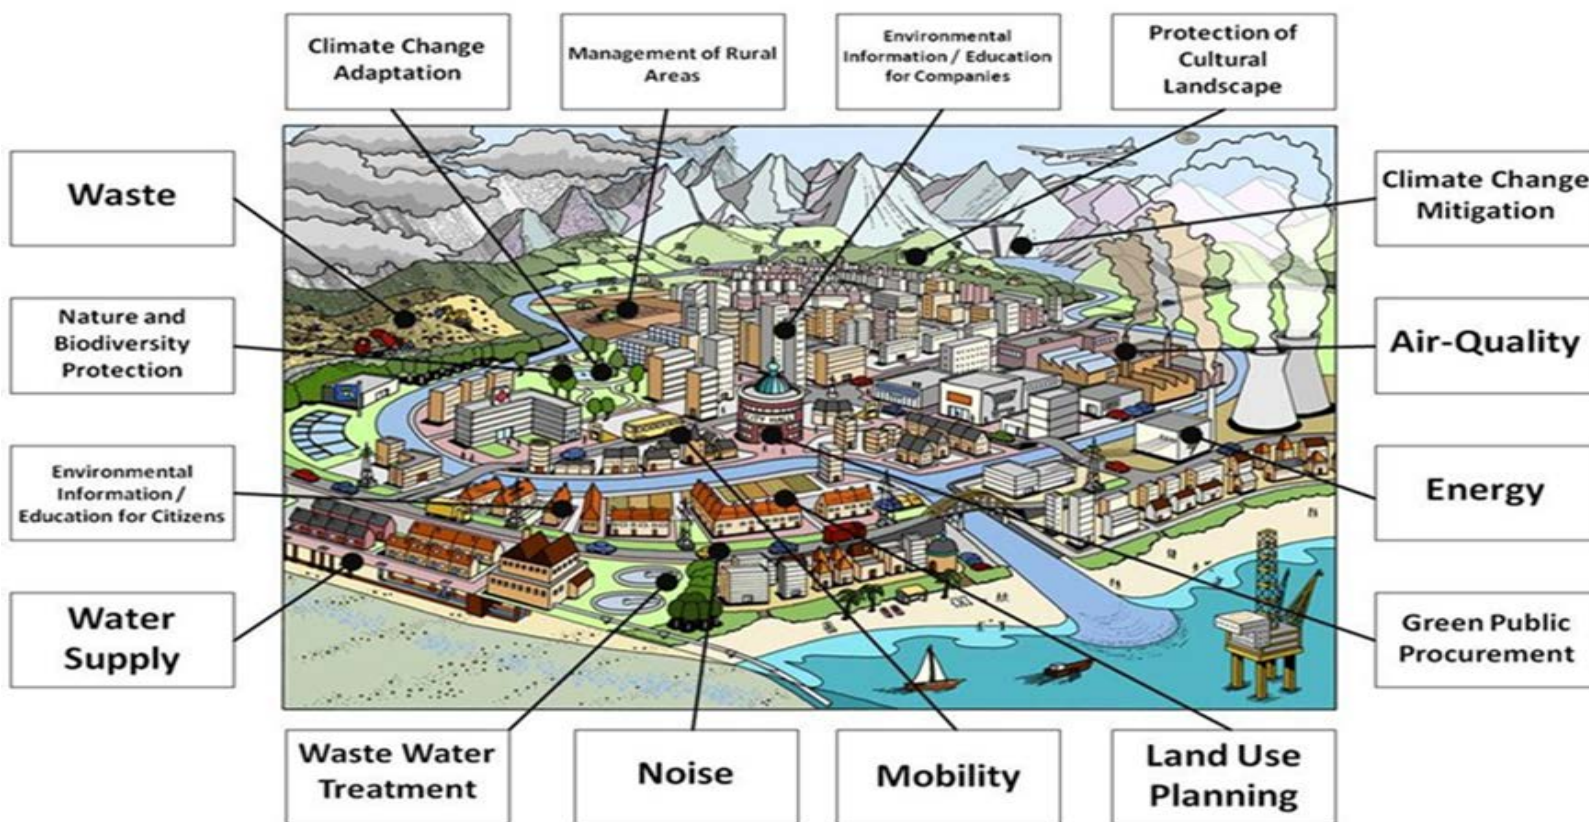 Climate Change
Adaptation
Management of Rural
Areas
Environmental
Information / Education
for Companies
Protection of
Cultural
Landscape
Waste
Climate Change
Mitigation
Nature and
Biodiversity
Protection
Air-Quality
CITY HALL
Environmental
Information /
Education for Citizens
Energy
Water
Supply
Green Public
Procurement
Waste Water
Treatment
Noise
Mobility
Land Use
Planning